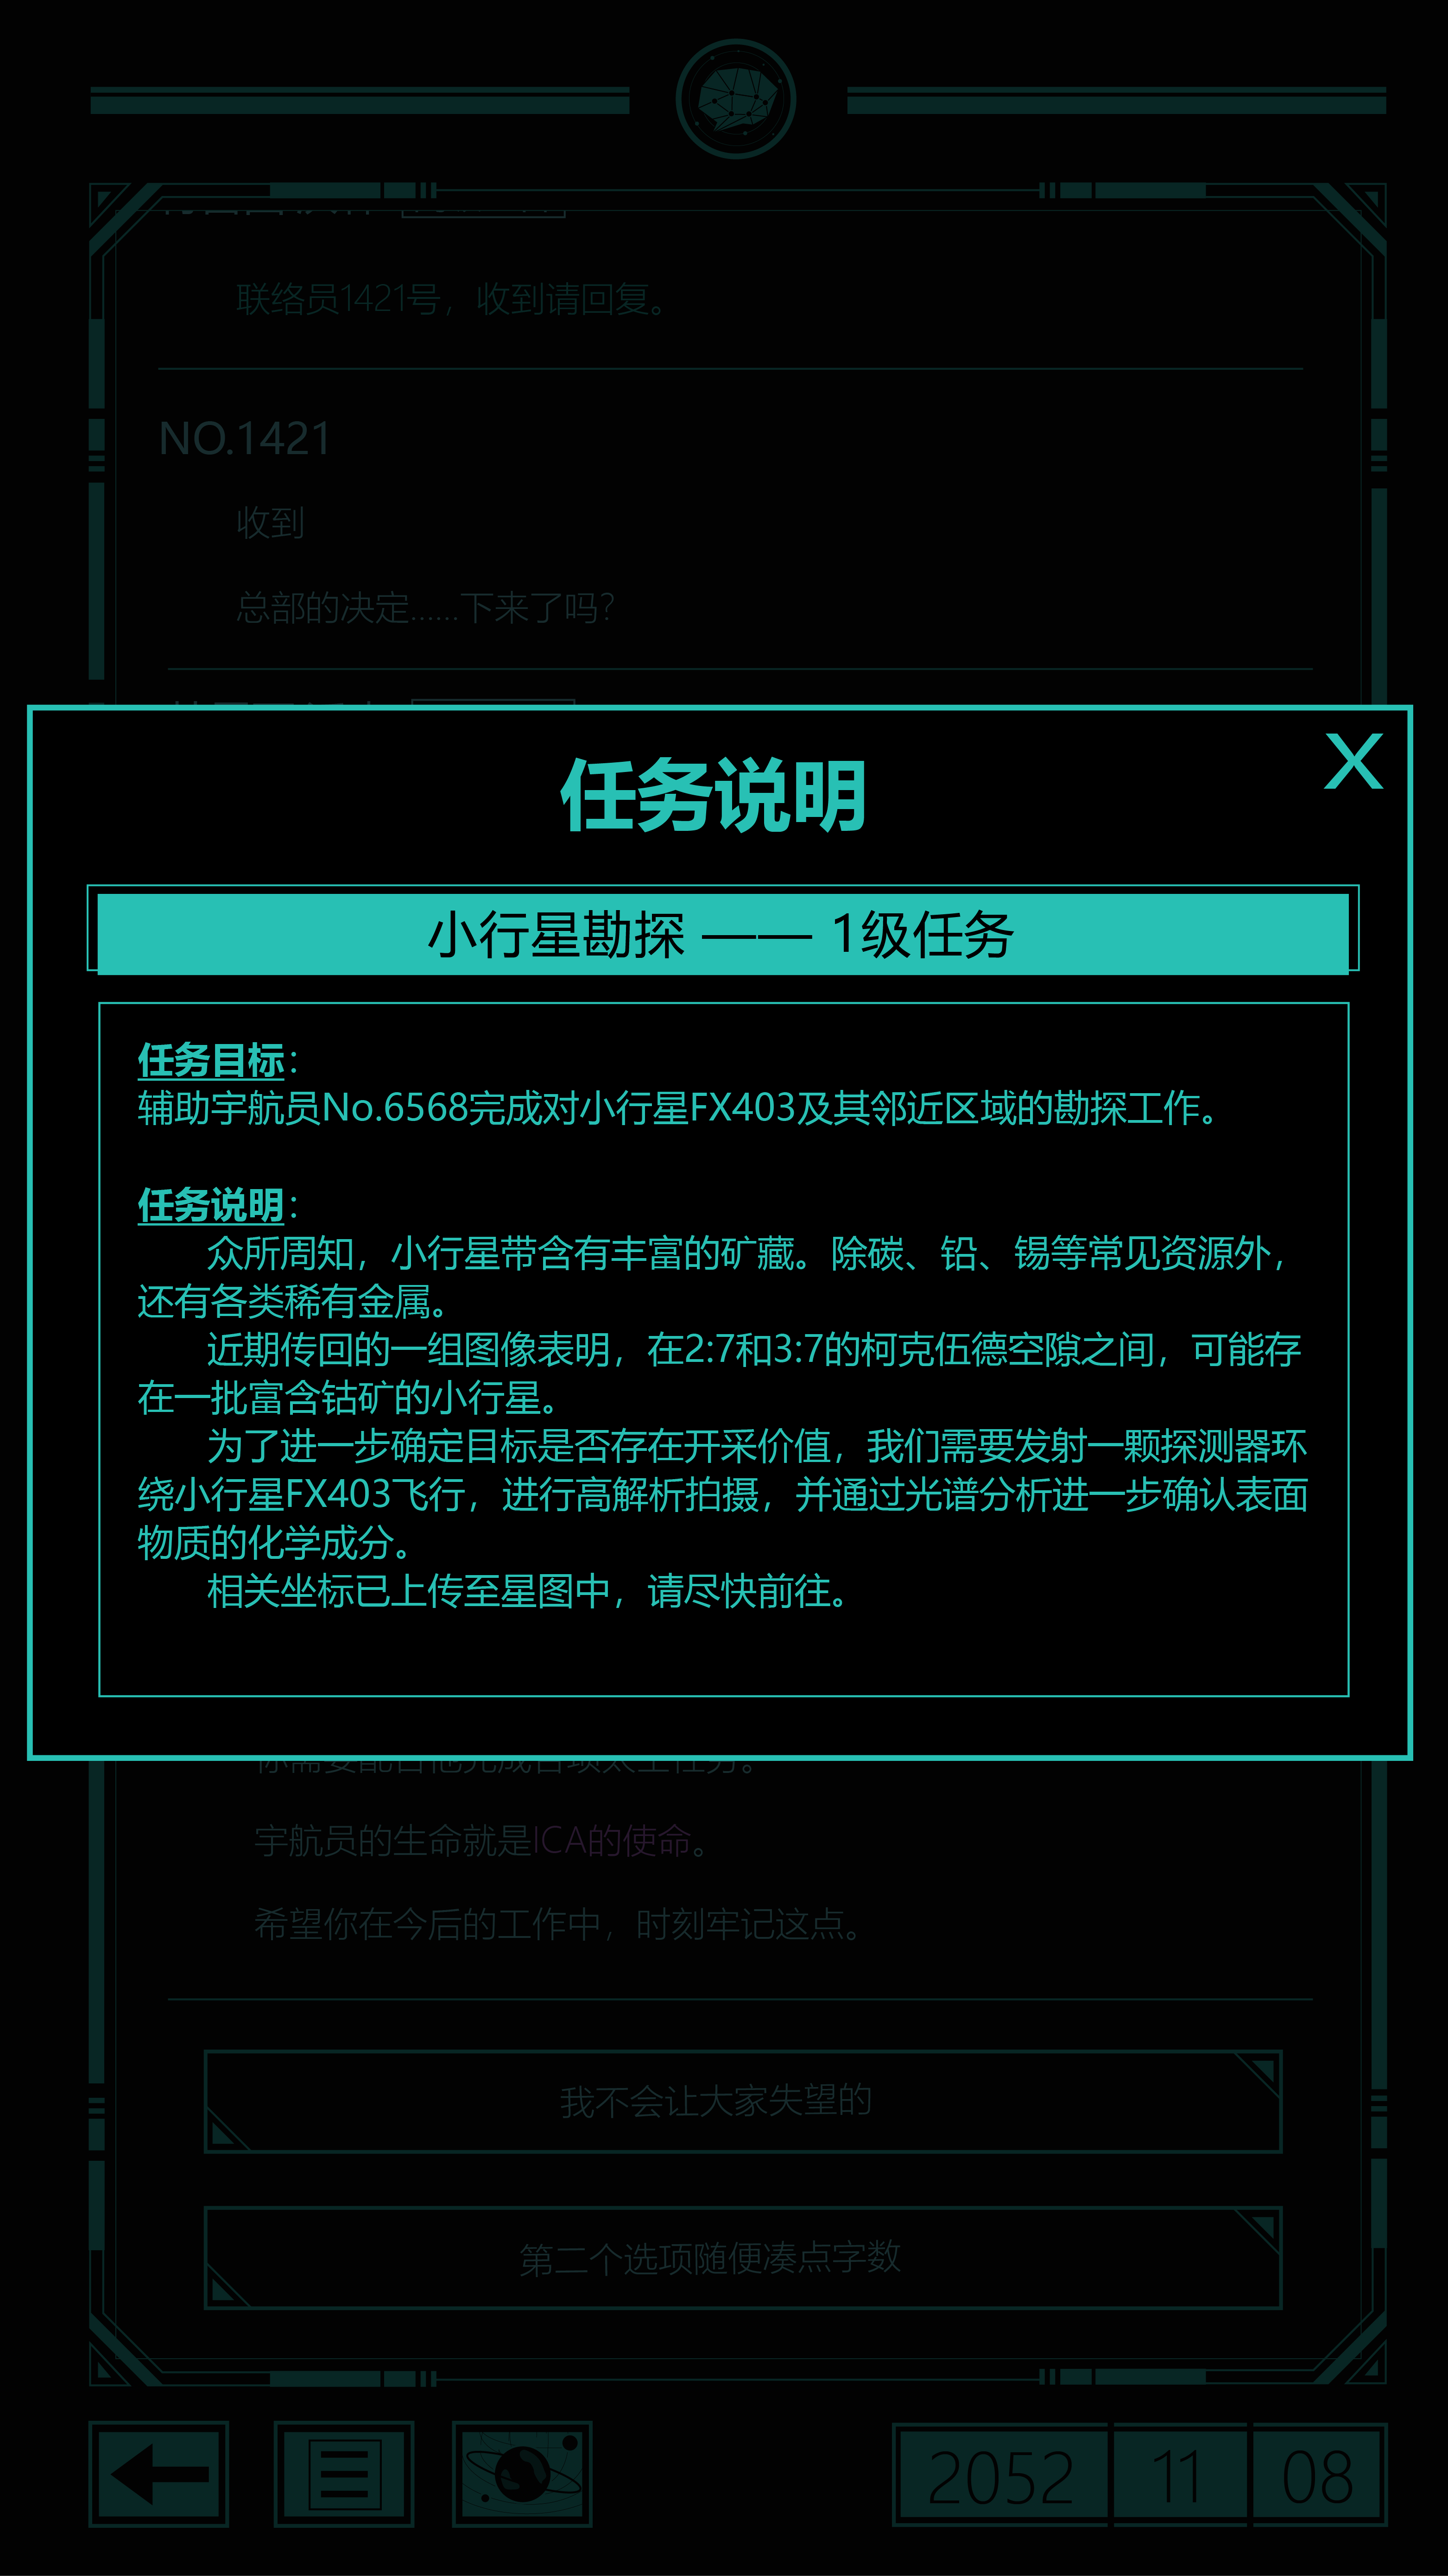 联络员1421号，收到请回复。
NO.1421
收到
总部的决定……下来了吗？
X
任务说明
小行星勘探 —— 1级任务
任务目标：
辅助宇航员No.6568完成对小行星FX403及其邻近区域的勘探工作。
任务说明：
众所周知，小行星带含有丰富的矿藏。除碳、铅、锡等常见资源外，
还有各类稀有金属。
近期传回的一组图像表明，在2:7和3:7的柯克伍德空隙之间，可能存
在一批富含钴矿的小行星。
为了进一步确定目标是否存在开采价值，我们需要发射一颗探测器环
绕小行星FX403飞行，进行高解析拍摄，并通过光谱分析进一步确认表面
物质的化学成分。
相关坐标已上传至星图中，请尽快前往。
宇航员的生命就是ICA的使命。
希望你在今后的工作中，时刻牢记这点。
我不会让大家失望的
第二个选项随便凑点字数
2052 11 08